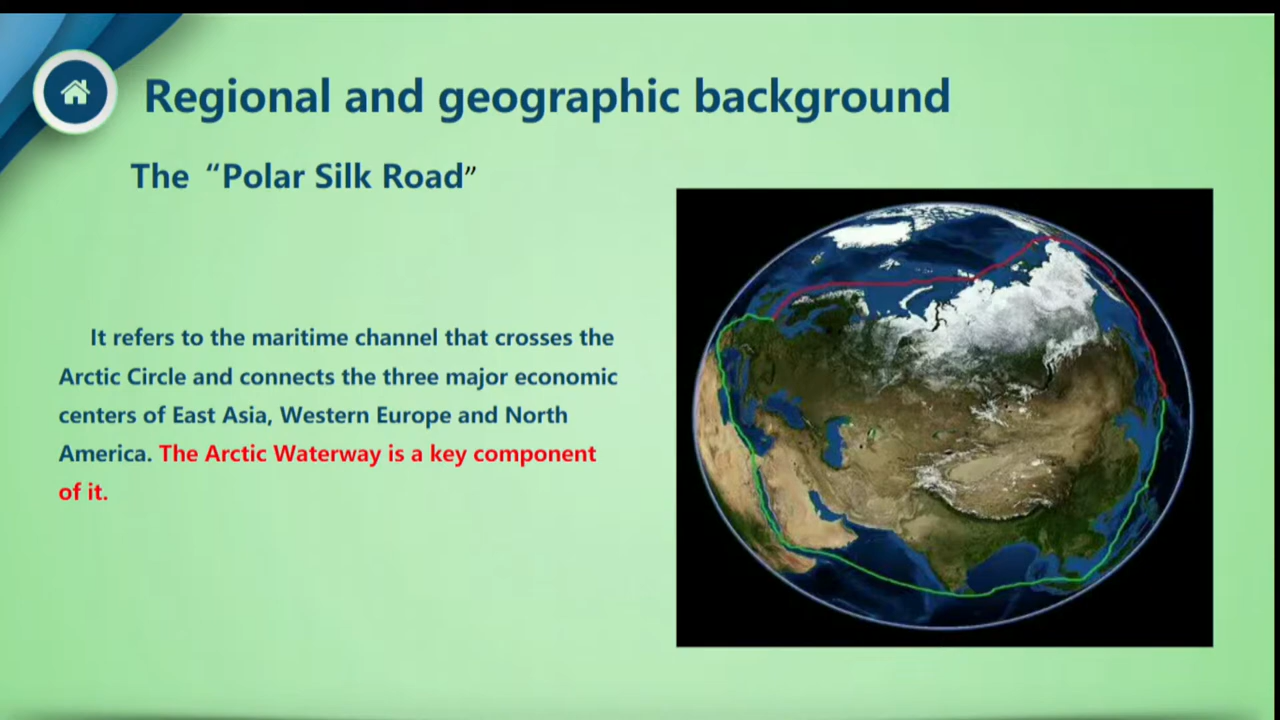 Regional and geographic background
The “Polar Silk Road”
It refers to the maritime channel that crosses the
Arctic Circle and connects the three major economic
centers of East Asia, Western Europe and North
America. The Arctic Waterway is a key component
of it.